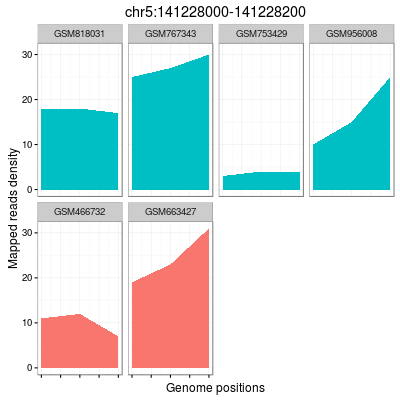 chr5:141228000-141228200
GSM818031 GSM767343 GSM753429 GSM956008
30
20
10
0
GSM466732 GSM663427
30
20
10
0
Mapped reads density
Genome positions